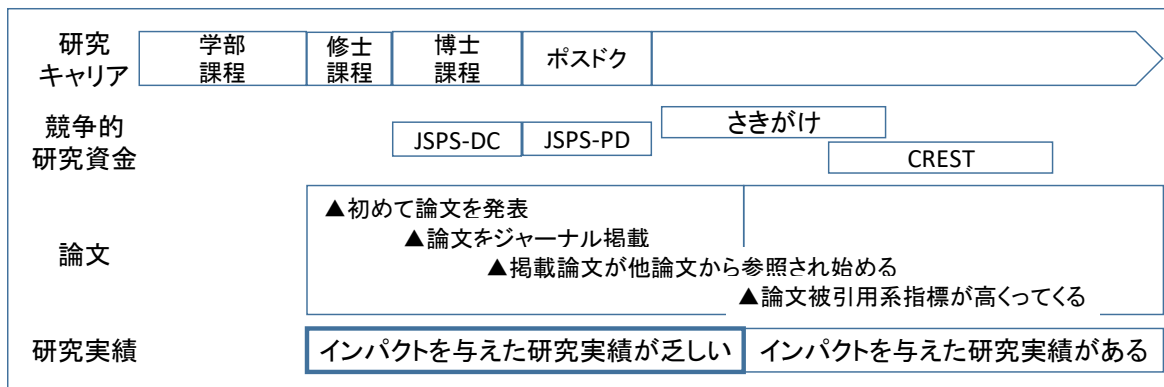 研究
キャリア
学部
課程
修士
課程
博士
課程
ポスドク
競争的
研究資金
JSPS-DC
JSPS-PD
さきがけ
CREST
論文
▲初めて論文を発表
▲論文をジャーナル掲載
▲掲載論文が他論文から参照され始める
▲論文被引用系指標が高くってくる
研究実績
インパクトを与えた研究実績が乏しい
インパクトを与えた研究実績がある